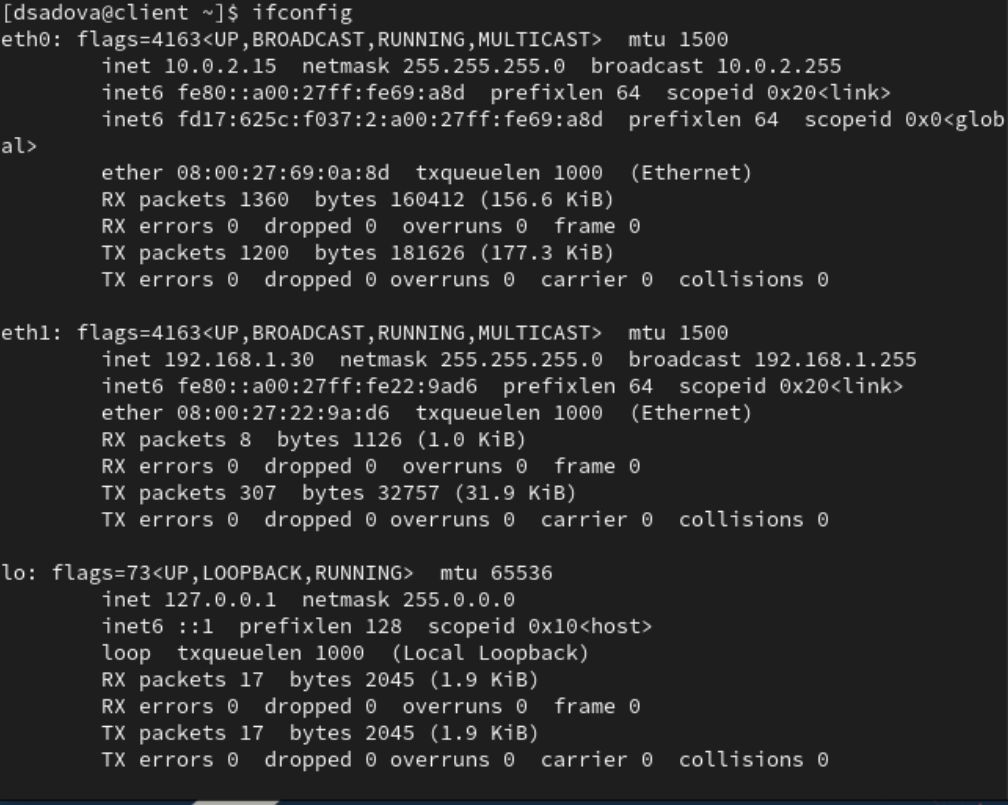 [dsadova@client ~]$ ifconfig
eth0: flags=4163<UP,BROADCAST,RUNNING,MULTICAST>  mtu 1500
        inet 10.0.2.15  netmask 255.255.255.0  broadcast 10.0.2.255
        inet6 fe80::a00:27ff:fe69:a8d  prefixlen 64  scopeid 0x20<link>
        inet6 fd17:625c:f037:2:a00:27ff:fe69:a8d  prefixlen 64  scopeid 0x0<glob
al>
        ether 08:00:27:69:0a:8d  txqueuelen 1000  (Ethernet)
        RX packets 1360  bytes 160412 (156.6 KiB)
        RX errors 0  dropped 0  overruns 0  frame 0
        TX packets 1200  bytes 181626 (177.3 KiB)
        TX errors 0  dropped 0 overruns 0  carrier 0  collisions 0

eth1: flags=4163<UP,BROADCAST,RUNNING,MULTICAST>  mtu 1500
        inet 192.168.1.30  netmask 255.255.255.0  broadcast 192.168.1.255
        inet6 fe80::a00:27ff:fe22:9ad6  prefixlen 64  scopeid 0x20<link>
        ether 08:00:27:22:9a:d6  txqueuelen 1000  (Ethernet)
        RX packets 8  bytes 1126 (1.0 KiB)
        RX errors 0  dropped 0  overruns 0  frame 0
        TX packets 307  bytes 32757 (31.9 KiB)
        TX errors 0  dropped 0 overruns 0  carrier 0  collisions 0

lo: flags=73<UP,LOOPBACK,RUNNING>  mtu 65536
        inet 127.0.0.1  netmask 255.0.0.0
        inet6 ::1  prefixlen 128  scopeid 0x10<host>
        loop  txqueuelen 1000  (Local Loopback)
        RX packets 17  bytes 2045 (1.9 KiB)
        RX errors 0  dropped 0  overruns 0  frame 0
        TX packets 17  bytes 2045 (1.9 KiB)
        TX errors 0  dropped 0 overruns 0  carrier 0  collisions 0